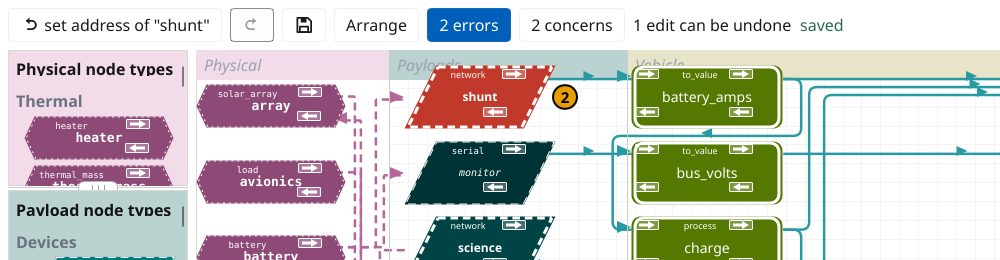 set address of "shunt"
Arrange
2 errors
2 concerns
1 edit can be undone
saved
Physical node types
Thermal
heater
heater
thermal_mass
Payload node types
Devices
Physical
Payloads
Vehicle
solar_array
array
load
avionics
battery
battery
network
shunt
2
serial
monitor
science
to_value
battery_amps
to_value
bus_volts
process
charge